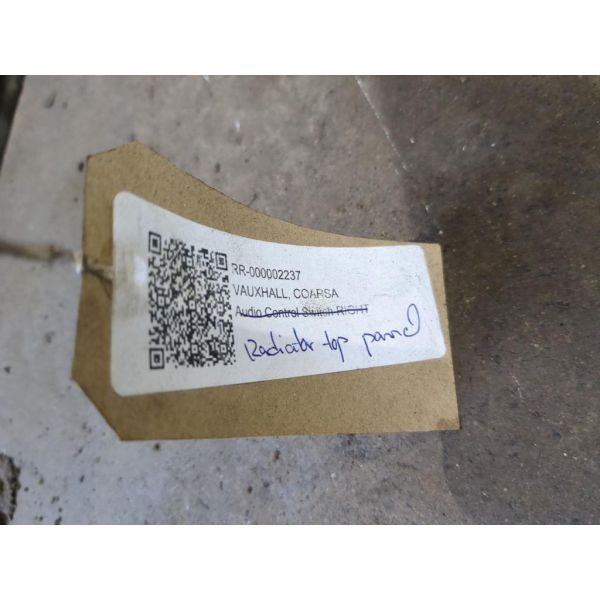 RR-000002237
VAUXHALL, COARSA
Audio Control Switch RIGHT
Radiator top panel